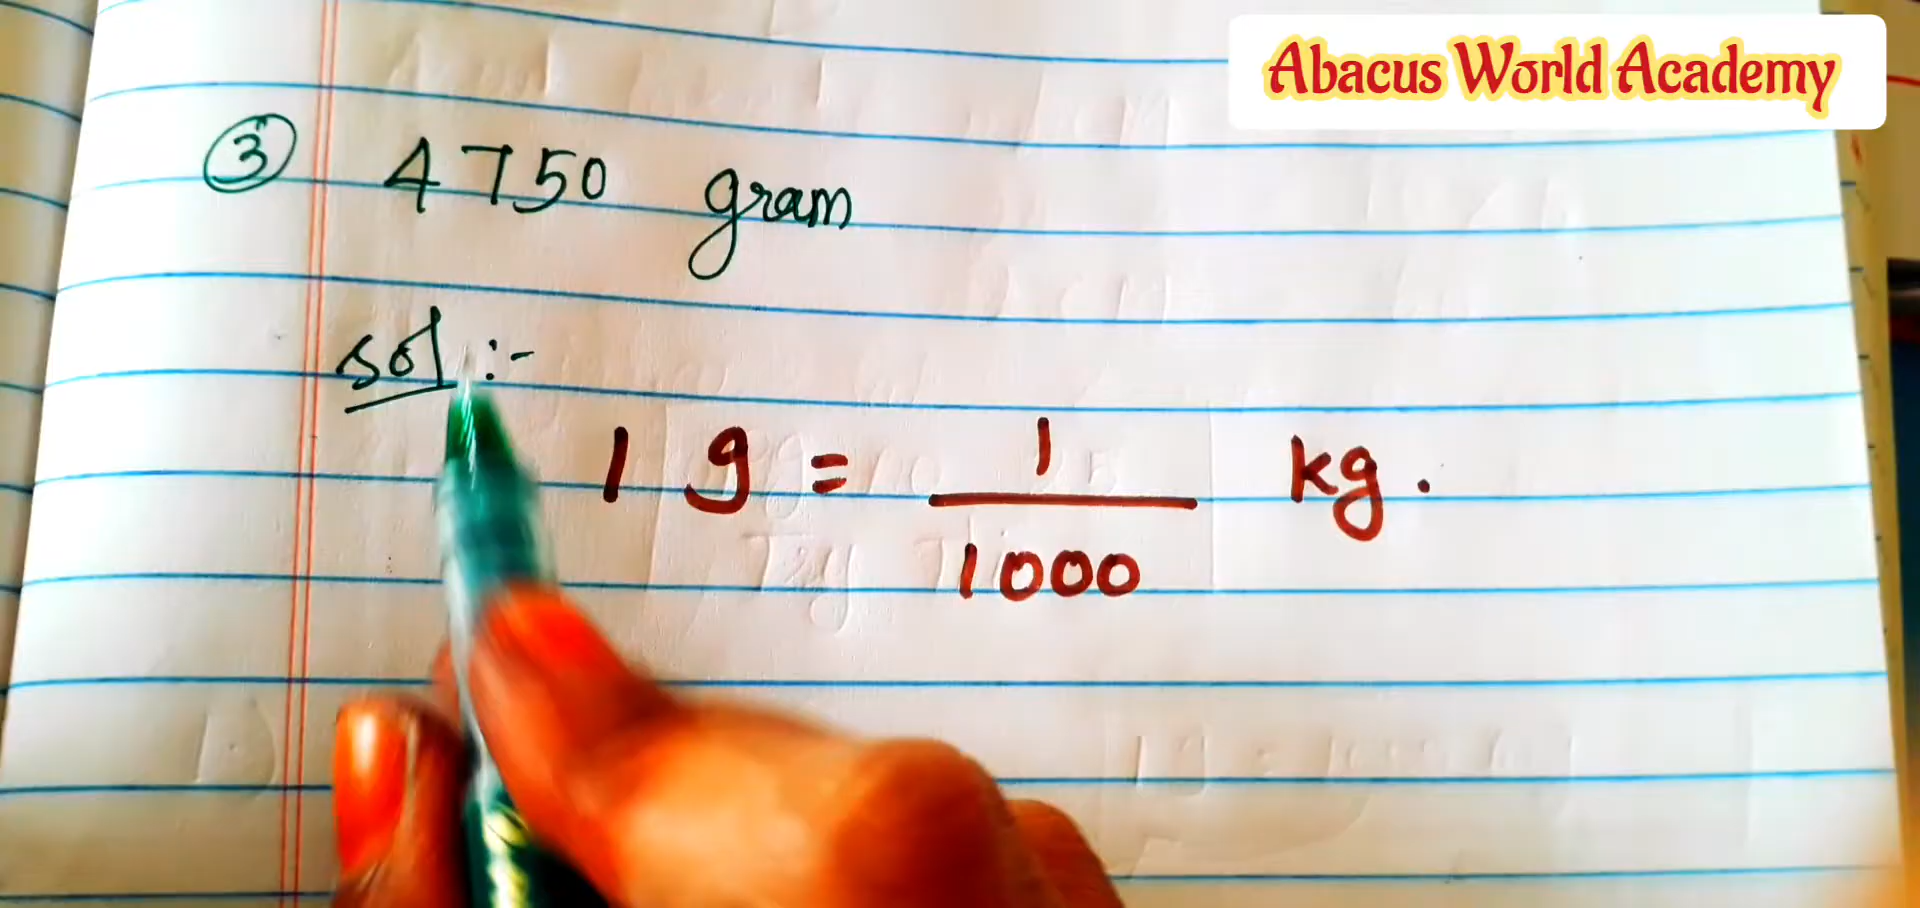 Abacus World Academy
③ 4750 gram
Sol :-
1 g = 1/1000 kg.